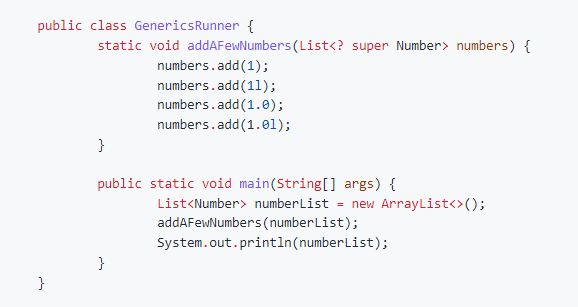 public class GenericsRunner {
static void addAFewNumbers(List<? super Number> numbers) {
numbers.add(1);
numbers.add(1l);
numbers.add(1.0);
numbers.add(1.0l);
}
public static void main(String[] args) {
List<Number> numberList = new ArrayList<>();
addAFewNumbers(numberList);
System.out.println(numberList);
}
}